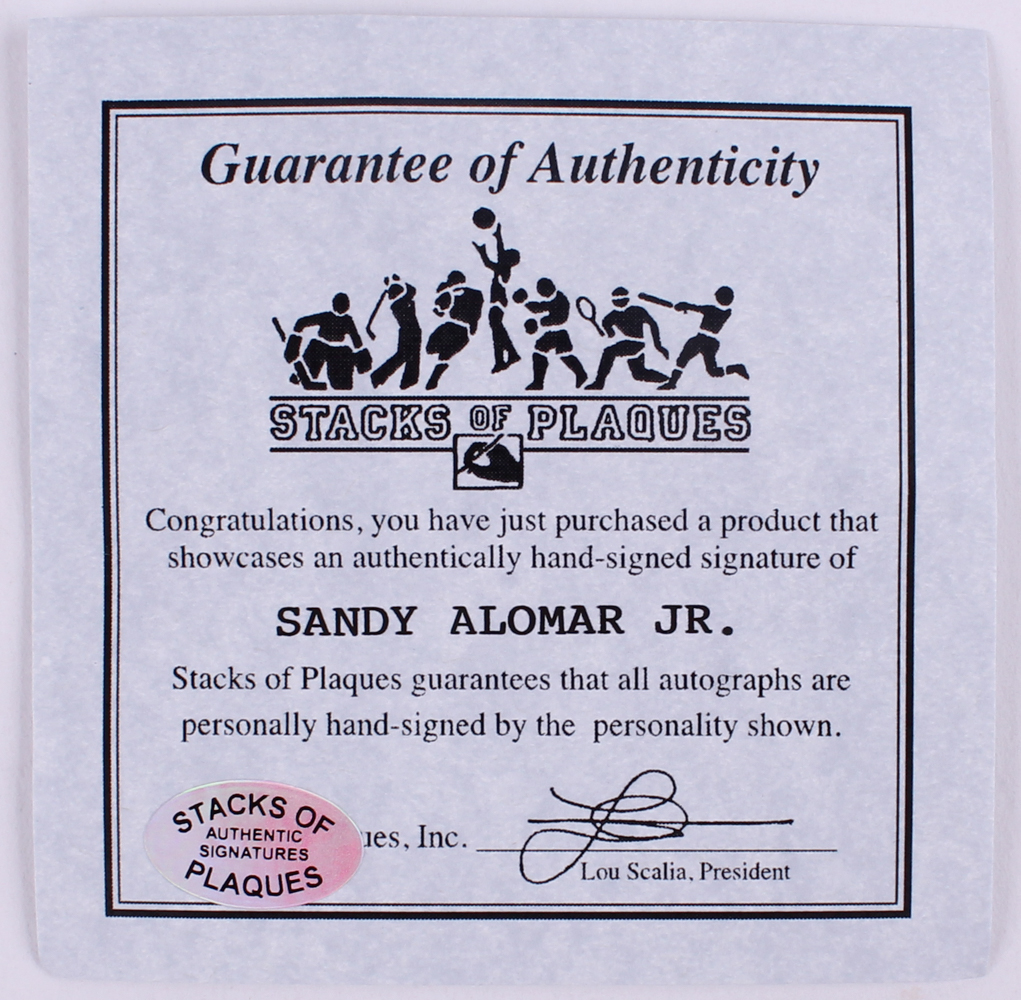 Guarantee of Authenticity
STACKS OF PLAQUES
Congratulations, you have just purchased a product that
showcases an authentically hand-signed signature of
SANDY ALOMAR JR.
Stacks of Plaques guarantees that all autographs are
personally hand-signed by the personality shown.
STACKS OF
AUTHENTIC
SIGNATURES
PLAQUES
ues, Inc.
Lou Scalia, President